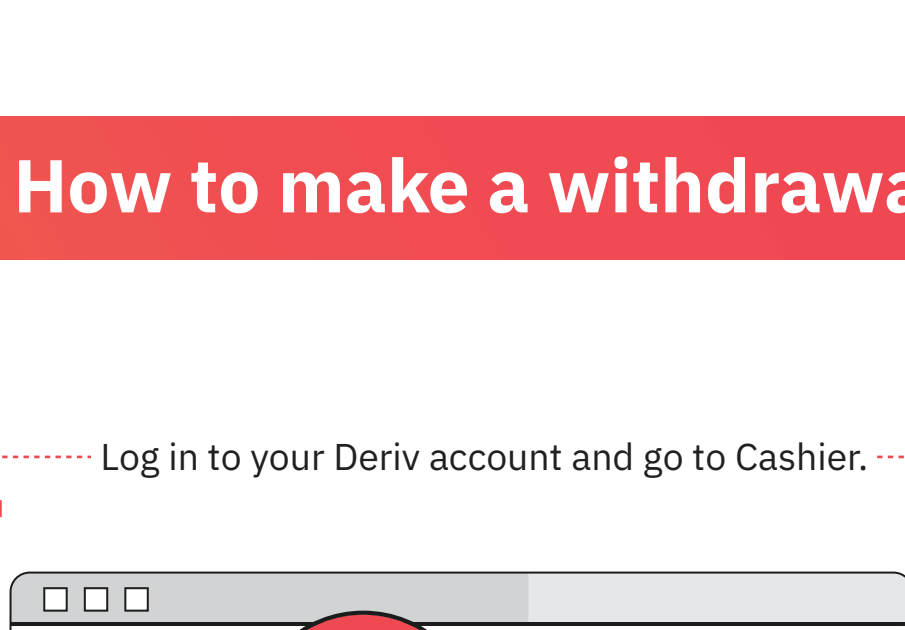 How to make a withdrawa
Log in to your Deriv account and go to Cashier.